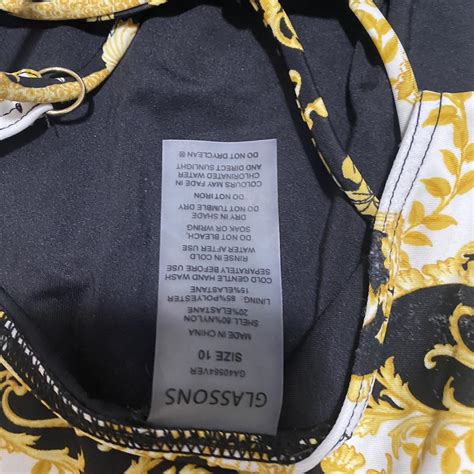 GLASSONS
GA40564VER
SIZE 10
MADE IN CHINA
SHELL:80%NYLON
20%ELASTANE
LINING: 85%POLYESTER
15%ELASTANE
COLD GENTLE HAND WASH
SEPARATELY BEFORE USE
RINSE IN COLD
WATER AFTER USE
DO NOT BLEACH,
SOAK OR WRING
DRY IN SHADE
DO NOT TUMBLE DRY
DO NOT IRON
COLOURS MAY FADE IN
CHLORINATED WATER
AND DIRECT SUNLIGHT
DO NOT DRYCLEAN